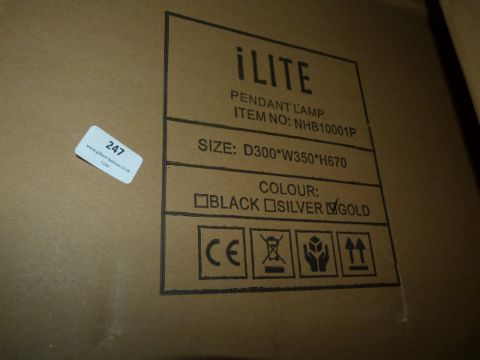 iLITE
PENDANT LAMP
ITEM NO: NHB10001P
SIZE: D300*W350*H670
COLOUR:
BLACK SILVER GOLD
CE
247